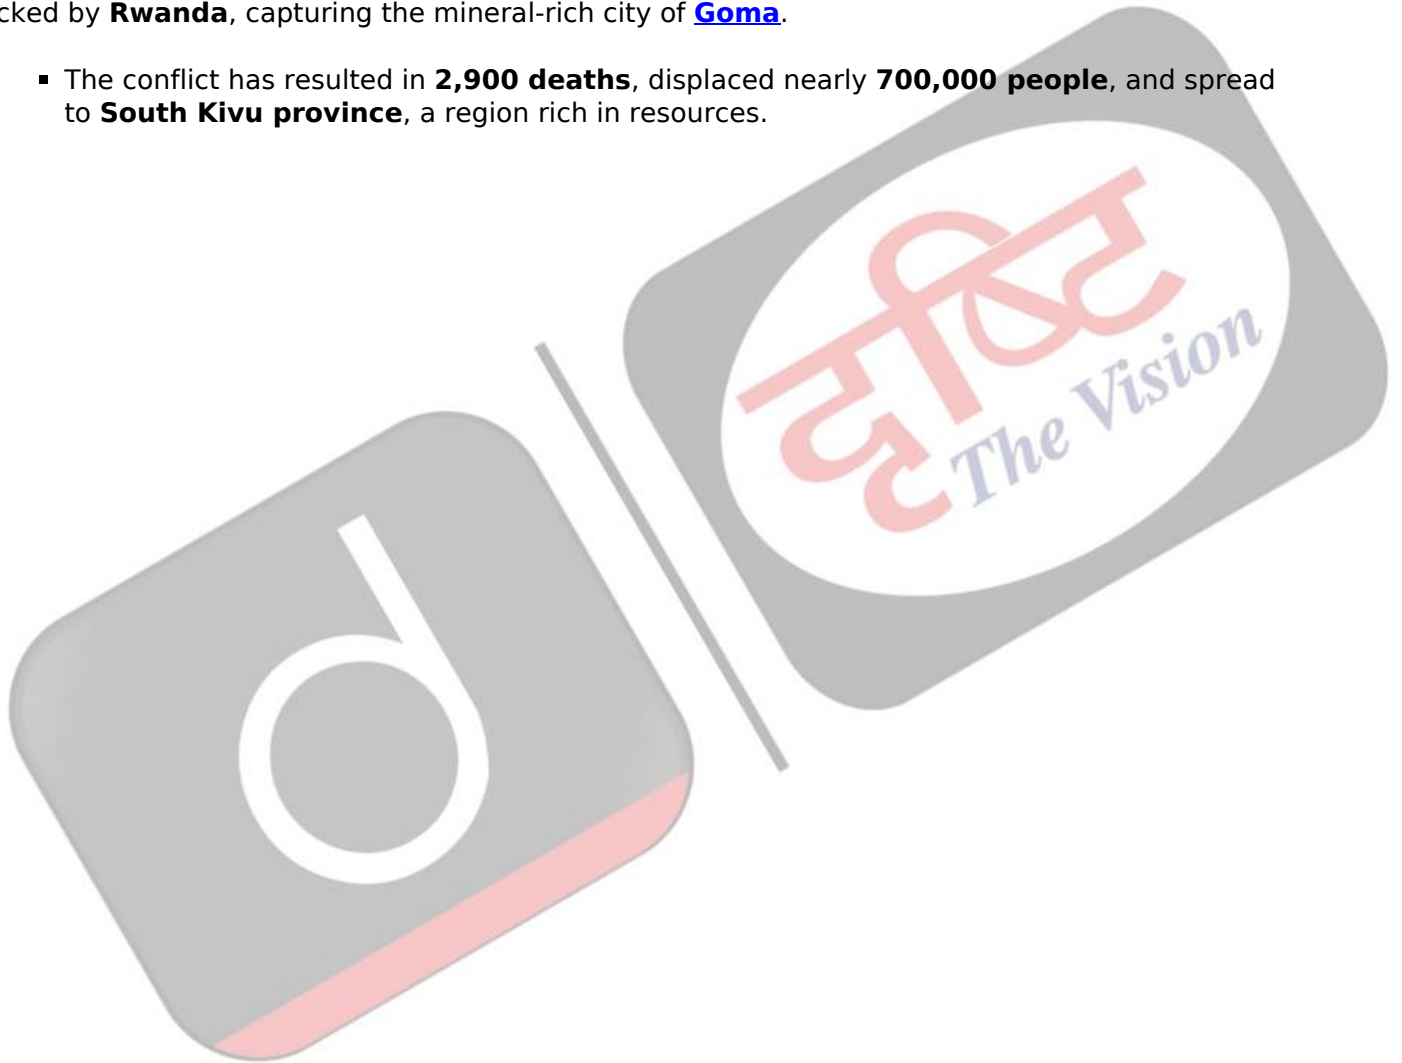 cked by Rwanda, capturing the mineral-rich city of Goma.
▪ The conflict has resulted in 2,900 deaths, displaced nearly 700,000 people, and spread
to South Kivu province, a region rich in resources.
दृष्टि
The Vision
d